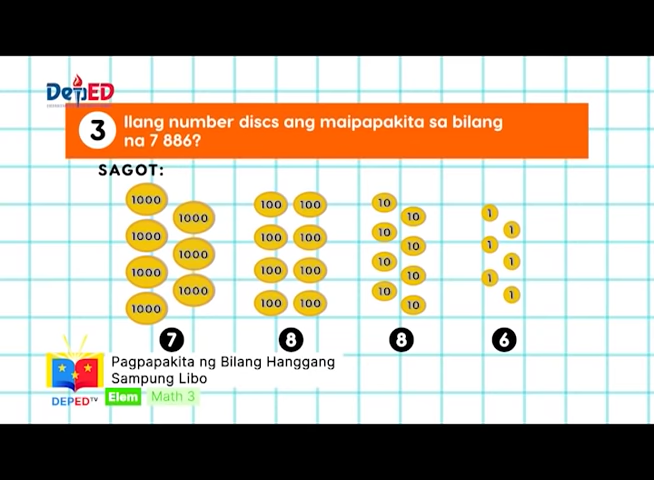 DepED
3
Ilang number discs ang maipapakita sa bilang
na 7 886?
SAGOT:
1000 1000 1000 1000 1000 1000 1000
100 100
100 100
100 100
100 100
10 10 10 10 10 10 10 10
1 1 1 1 1 1
7 8 8 6
Pagpapakita ng Bilang Hanggang
Sampung Libo
DEPED TV
Elem Math 3